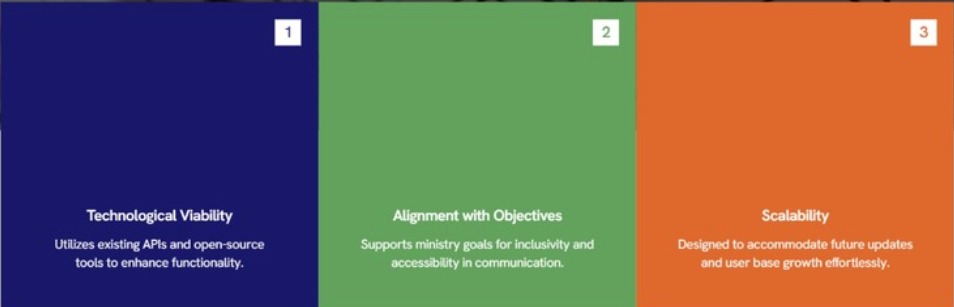 1
Technological Viability
Utilizes existing APIs and open-source
tools to enhance functionality.
2
Alignment with Objectives
Supports ministry goals for inclusivity and
accessibility in communication.
3
Scalability
Designed to accommodate future updates
and user base growth effortlessly.